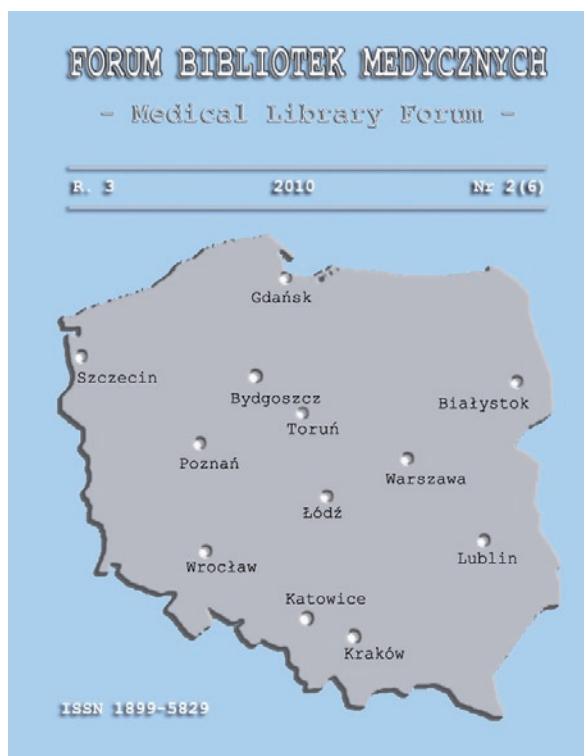 FORUM BIBLIOTEK MEDYCZNYCH
- Medical Library Forum -
R. 3 2010 Nr 2(6)
Gdańsk
Szczecin
Bydgoszcz
Białystok
Toruń
Poznań
Warszawa
Łódź
Lublin
Wrocław
Katowice
Kraków
ISSN 1899-5829